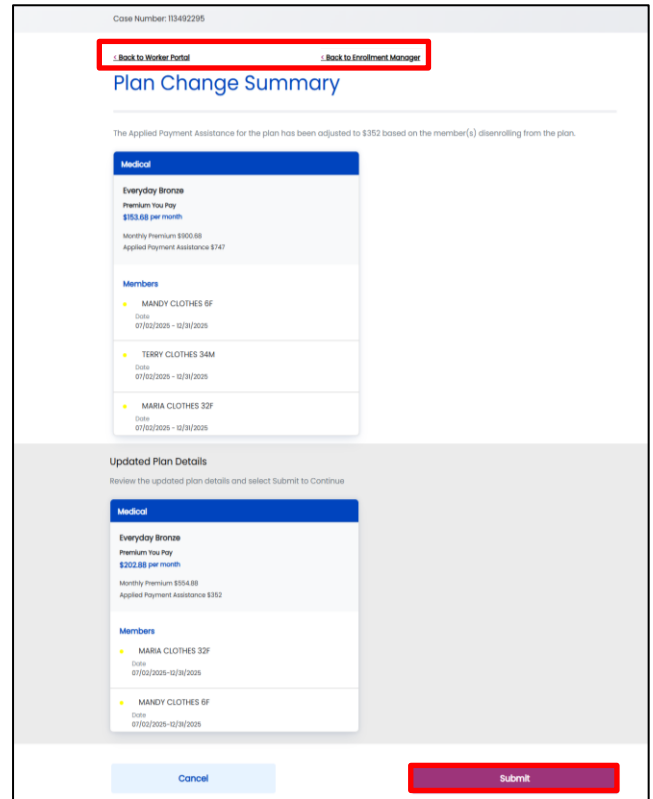 Case Number: 113492295
< Back to Worker Portal < Back to Enrollment Manager
Plan Change Summary
The Applied Payment Assistance for the plan has been adjusted to $352 based on the member(s) disenrolling from the plan.
Medical
Everyday Bronze
Premium You Pay
$153.68 per month
Monthly Premium $900.68
Applied Payment Assistance $747
Members
MANDY CLOTHES 6F
Date
07/02/2025 - 12/31/2025
TERRY CLOTHES 34M
Date
07/02/2025 - 12/31/2025
MARIA CLOTHES 32F
Date
07/02/2025 - 12/31/2025
Updated Plan Details
Review the updated plan details and select Submit to Continue
Medical
Everyday Bronze
Premium You Pay
$202.88 per month
Monthly Premium $554.88
Applied Payment Assistance $352
Members
MARIA CLOTHES 32F
Date
07/02/2025-12/31/2025
MANDY CLOTHES 6F
Date
07/02/2025-12/31/2025
Cancel Submit